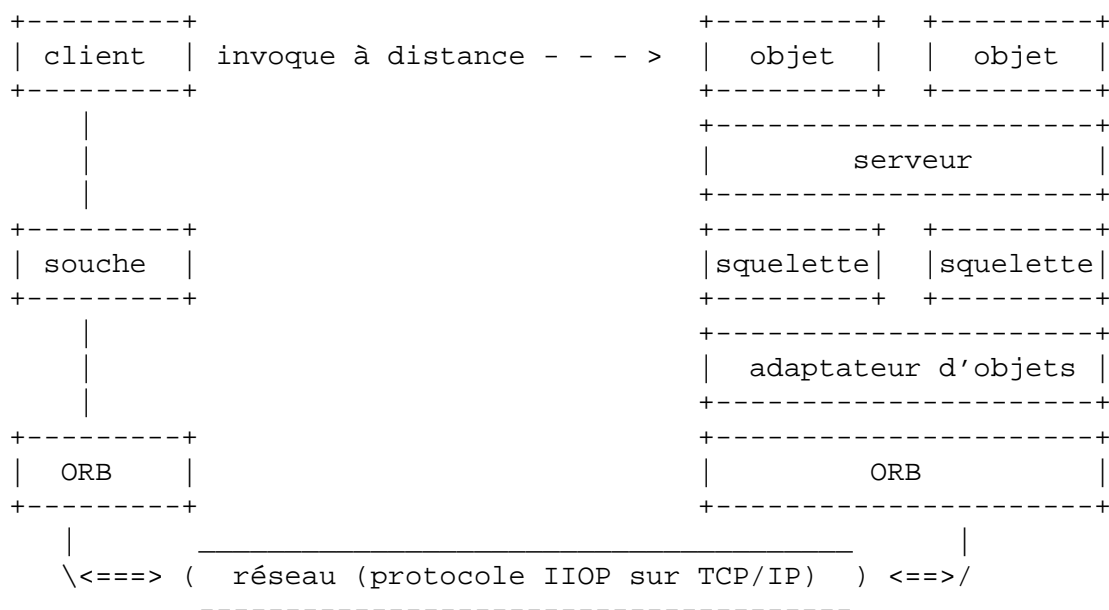 client invoque à distance - - - > objet objet
serveur
souche squelette squelette
adaptateur d'objets
ORB ORB
<===> ( réseau (protocole IIOP sur TCP/IP) ) <==>